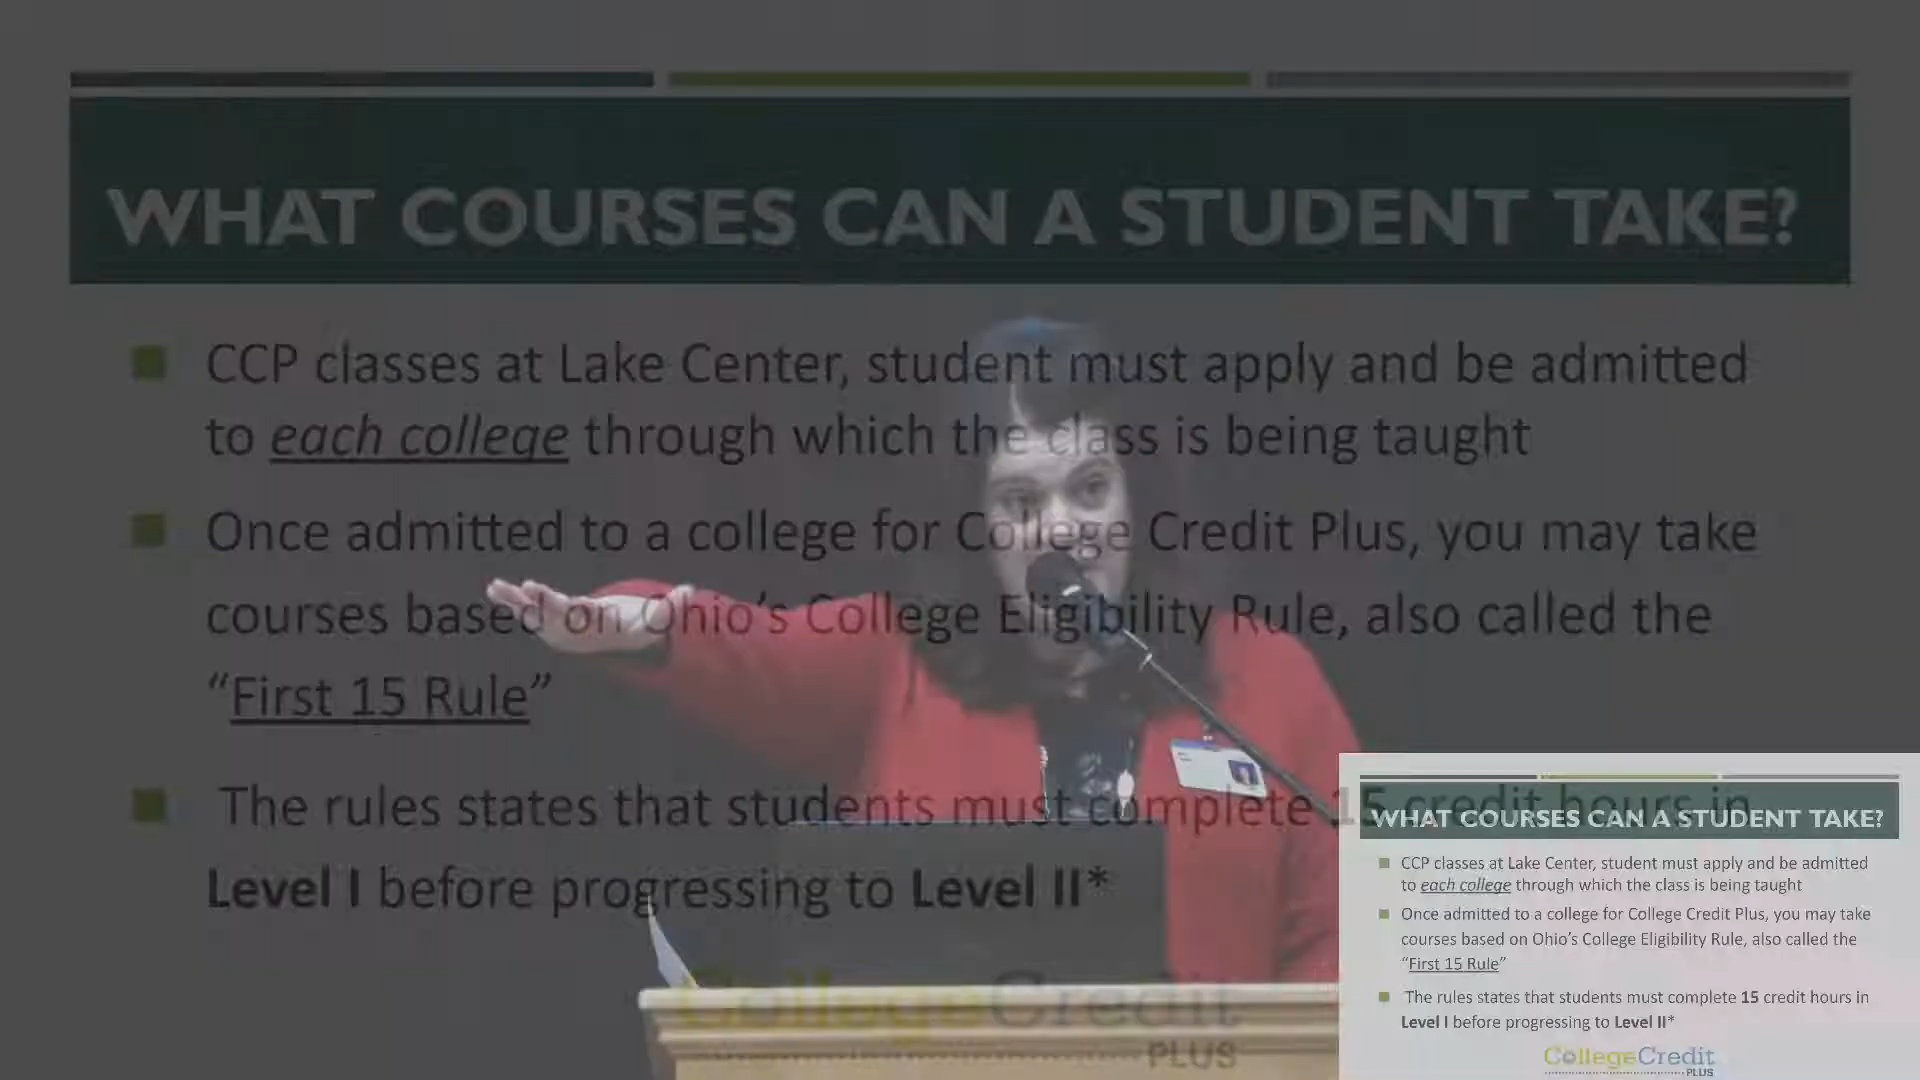 WHAT COURSES CAN A STUDENT TAKE?
CCP classes at Lake Center, student must apply and be admitted
to each college through which the class is being taught
Once admitted to a college for College Credit Plus, you may take
courses based on Ohio's College Eligibility Rule, also called the
“First 15 Rule”
The rules states that students must complete 15 credit hours in
Level I before progressing to Level II*
CollegeCredit
PLUS
WHAT COURSES CAN A STUDENT TAKE?
CCP classes at Lake Center, student must apply and be admitted
to each college through which the class is being taught
Once admitted to a college for College Credit Plus, you may take
courses based on Ohio's College Eligibility Rule, also called the
“First 15 Rule”
The rules states that students must complete 15 credit hours in
Level I before progressing to Level II*
CollegeCredit
PLUS